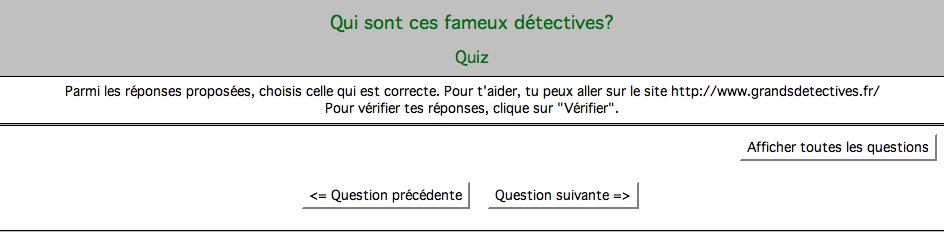 Qui sont ces fameux détectives?
Quiz
Parmi les réponses proposées, choisis celle qui est correcte. Pour t'aider, tu peux aller sur le site http://www.grandsdetectives.fr/
Pour vérifier tes réponses, clique sur "Vérifier".
Afficher toutes les questions
<= Question précédente
Question suivante =>